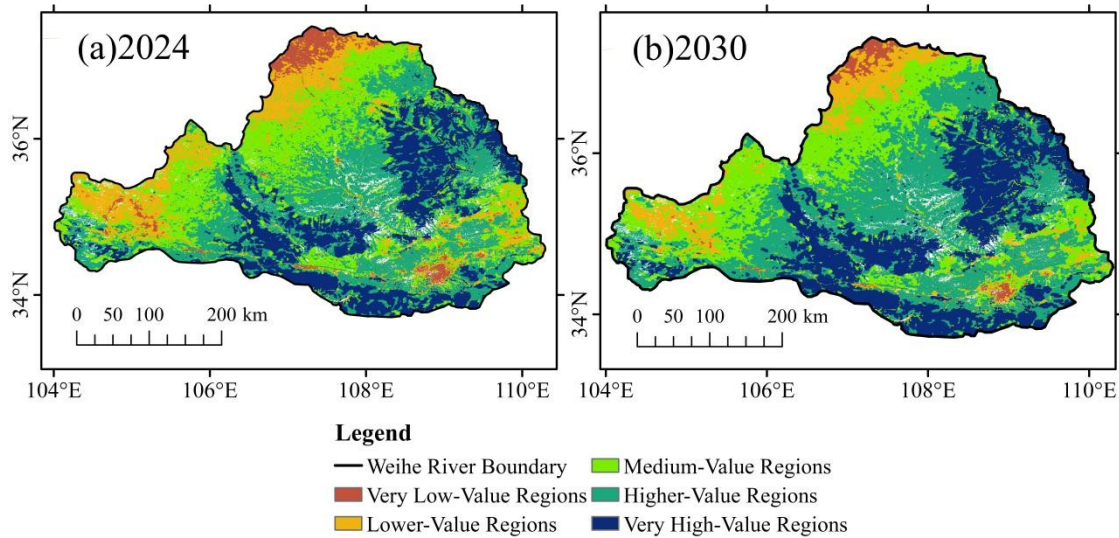 (a)2024
(b)2030
36°N
34°N
36°N
34°N
0 50 100 200 km
0 50 100 200 km
104°E 106°E 108°E 110°E
104°E 106°E 108°E 110°E
Legend
Weihe River Boundary
Medium-Value Regions
Very Low-Value Regions
Higher-Value Regions
Lower-Value Regions
Very High-Value Regions